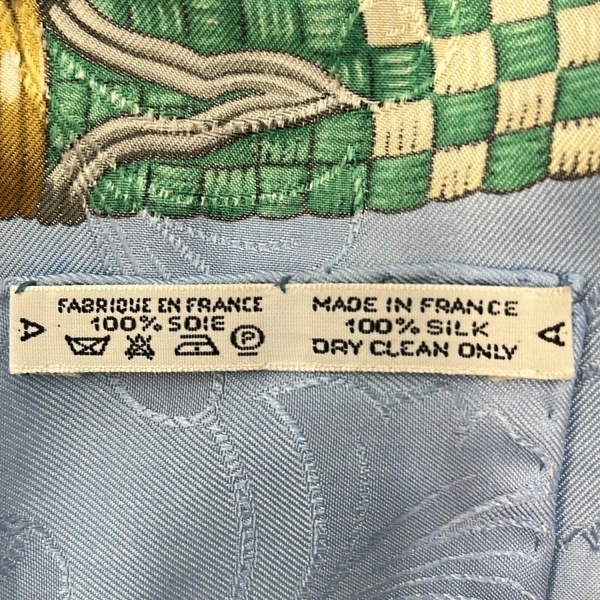 A
FABRIQUE EN FRANCE
100% SOIE
P
MADE IN FRANCE
100% SILK
DRY CLEAN ONLY
A